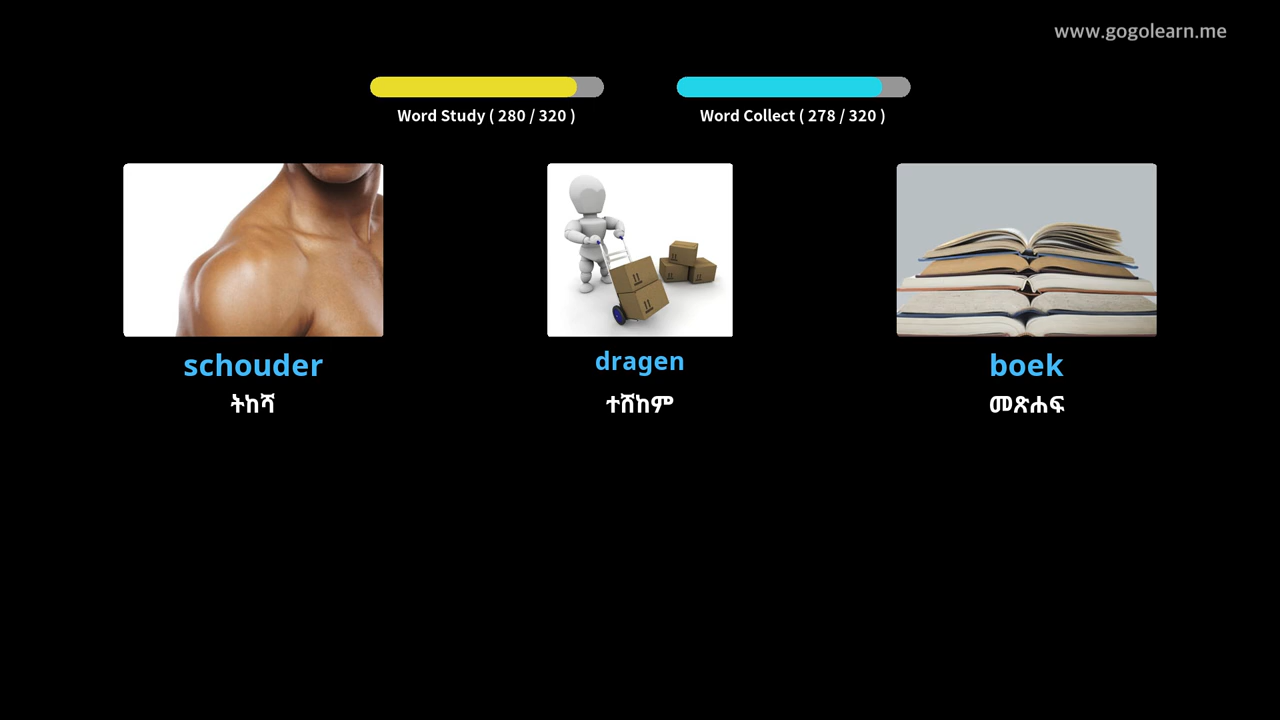 www.gogolearn.me
Word Study ( 280 / 320 )
Word Collect ( 278 / 320 )
schouder
dragen
boek
ትከሻ
ተሸከም
መጽሐፍ